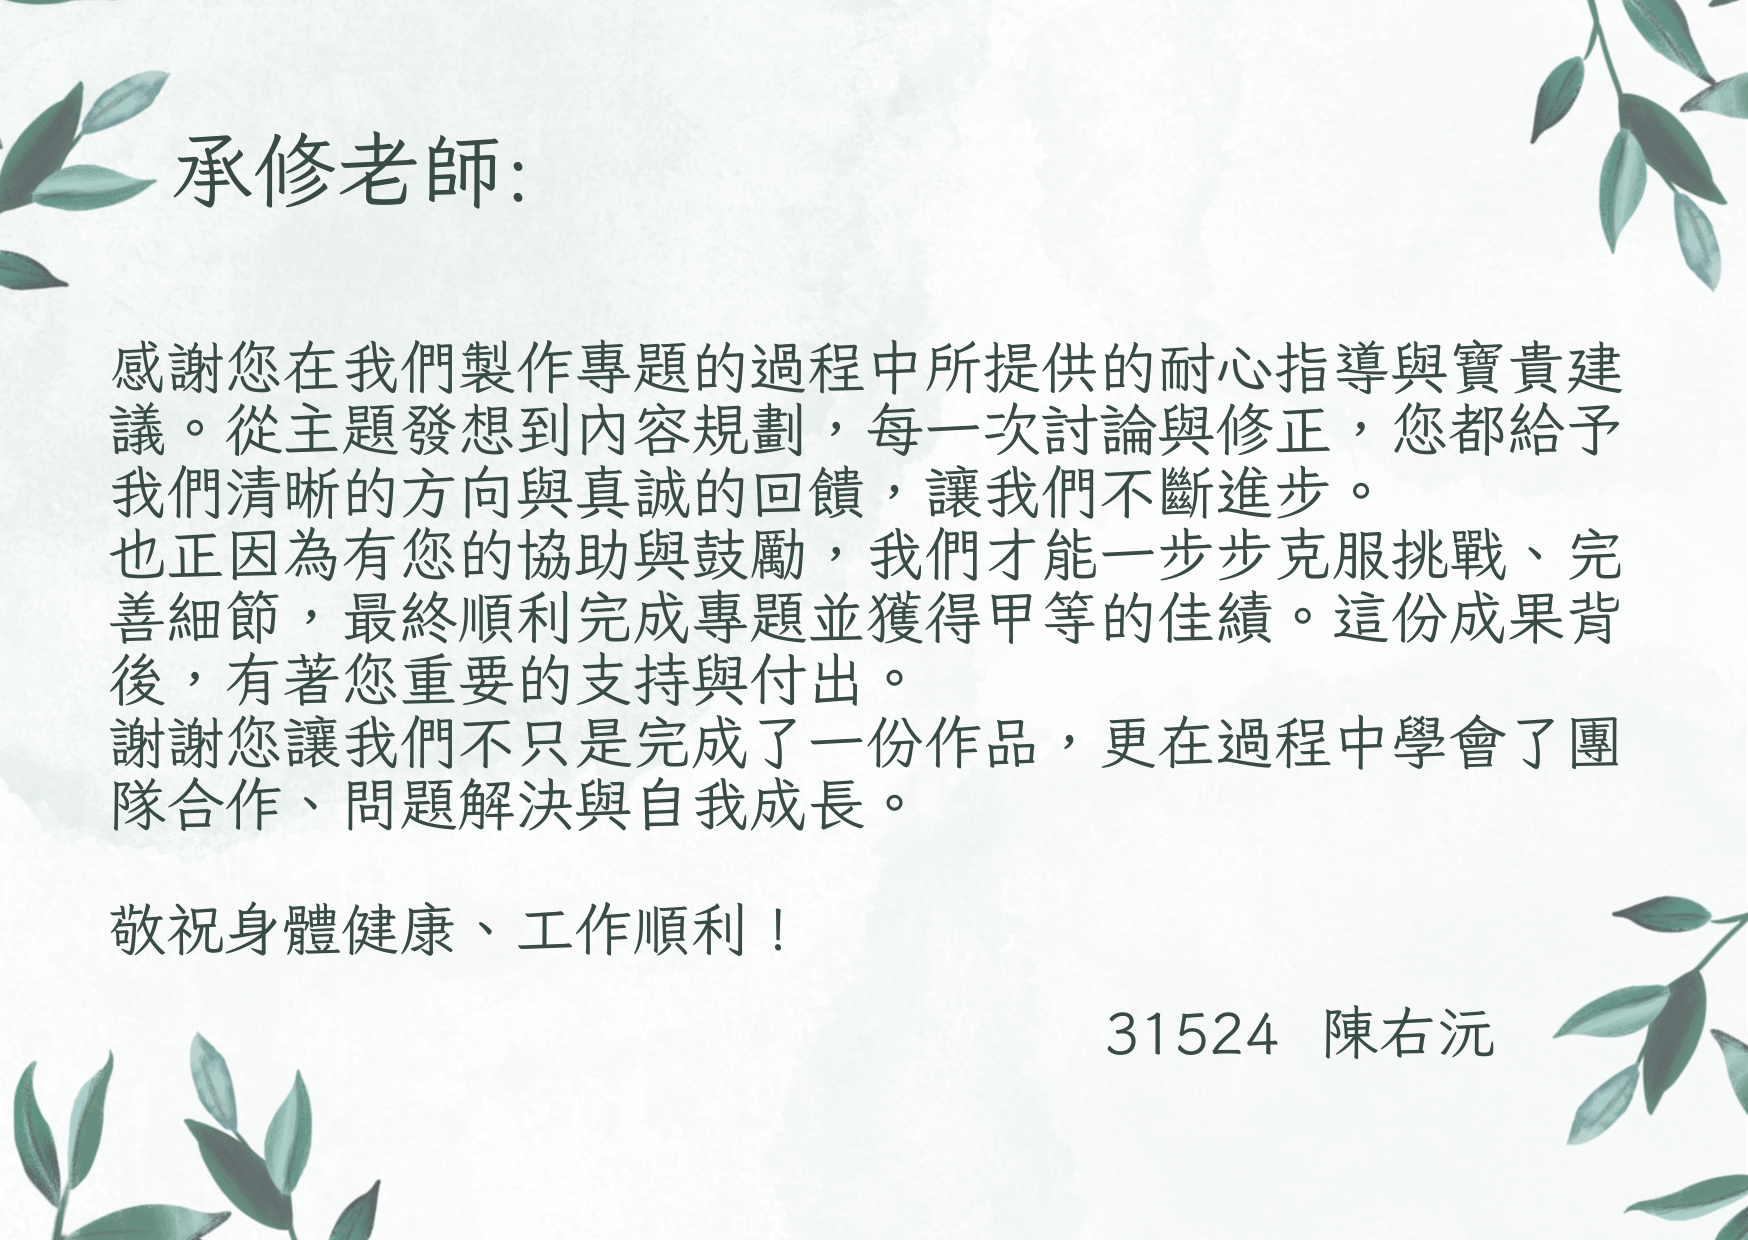 承修老師:
感謝您在我們製作專題的過程中所提供的耐心指導與寶貴建
議。從主題發想到內容規劃，每一次討論與修正，您都給予
我們清晰的方向與真誠的回饋，讓我們不斷進步。
也正因為有您的協助與鼓勵，我們才能一步步克服挑戰、完
善細節，最終順利完成專題並獲得甲等的佳績。這份成果背
後，有著您重要的支持與付出。
謝謝您讓我們不只是完成了一份作品，更在過程中學會了團
隊合作、問題解決與自我成長。
敬祝身體健康、工作順利！
31524 陳右沅